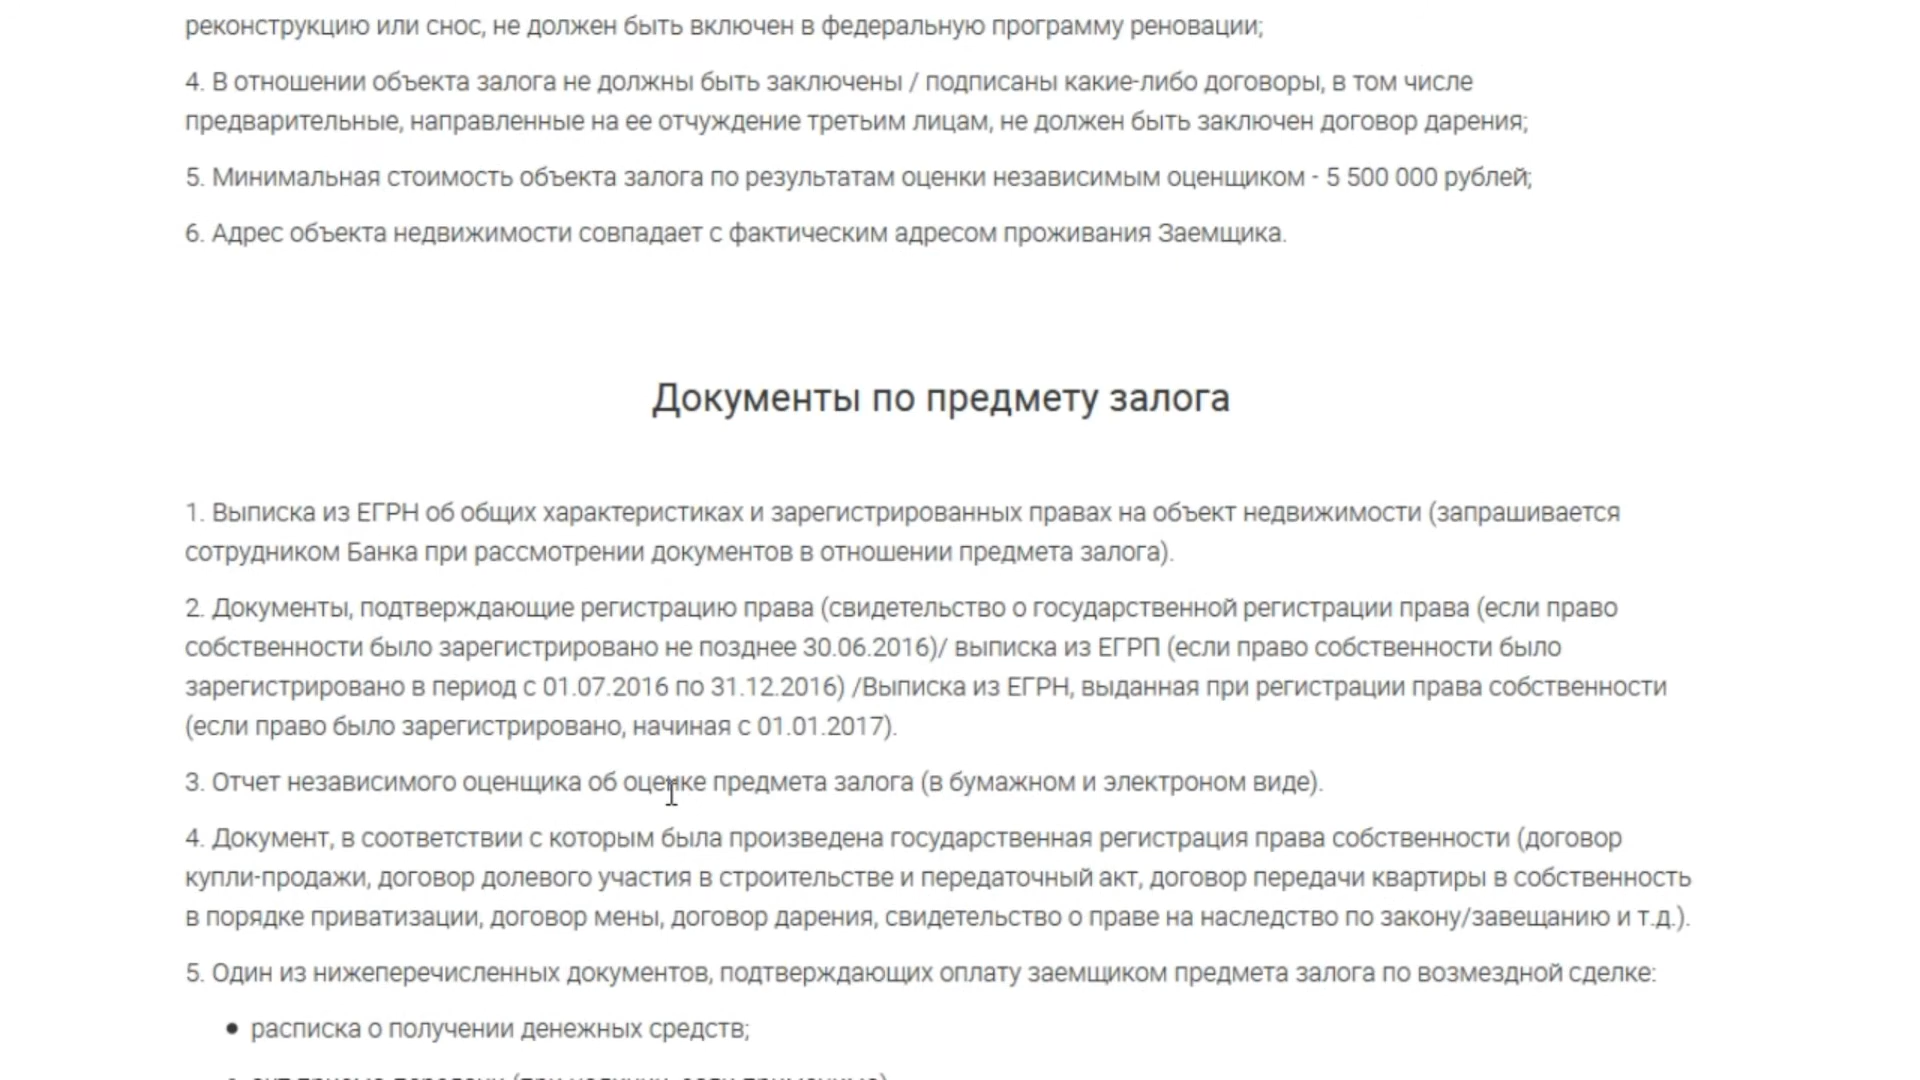 реконструкцию или снос, не должен быть включен в федеральную программу реновации;
4. В отношении объекта залога не должны быть заключены / подписаны какие-либо договоры, в том числе
предварительные, направленные на ее отчуждение третьим лицам, не должен быть заключен договор дарения;
5. Минимальная стоимость объекта залога по результатам оценки независимым оценщиком - 5 500 000 рублей;
6. Адрес объекта недвижимости совпадает с фактическим адресом проживания Заемщика.
Документы по предмету залога
1. Выписка из ЕГРН об общих характеристиках и зарегистрированных правах на объект недвижимости (запрашивается
сотрудником Банка при рассмотрении документов в отношении предмета залога).
2. Документы, подтверждающие регистрацию права (свидетельство о государственной регистрации права (если право
собственности было зарегистрировано не позднее 30.06.2016)/ выписка из ЕГРП (если право собственности было
зарегистрировано в период с 01.07.2016 по 31.12.2016) /Выписка из ЕГРН, выданная при регистрации права собственности
(если право было зарегистрировано, начиная с 01.01.2017).
3. Отчет независимого оценщика об оценке предмета залога (в бумажном и электроном виде).
4. Документ, в соответствии с которым была произведена государственная регистрация права собственности (договор
купли-продажи, договор долевого участия в строительстве и передаточный акт, договор передачи квартиры в собственность
в порядке приватизации, договор мены, договор дарения, свидетельство о праве на наследство по закону/завещанию и т.д.).
5. Один из нижеперечисленных документов, подтверждающих оплату заемщиком предмета залога по возмездной сделке:
• расписка о получении денежных средств;